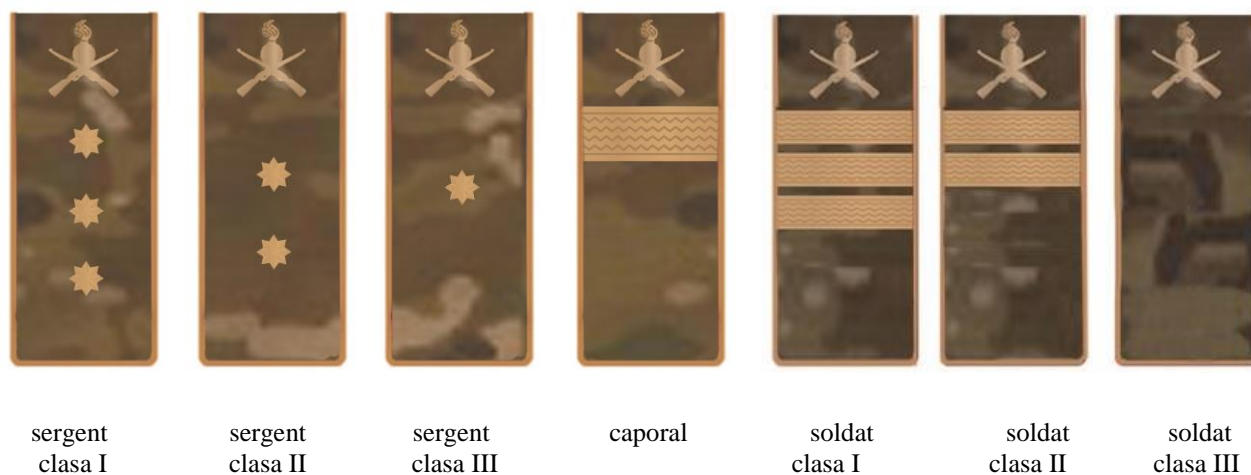 sergent sergent sergent caporal soldat soldat soldat
clasa I clasa II clasa III clasa I clasa II clasa III